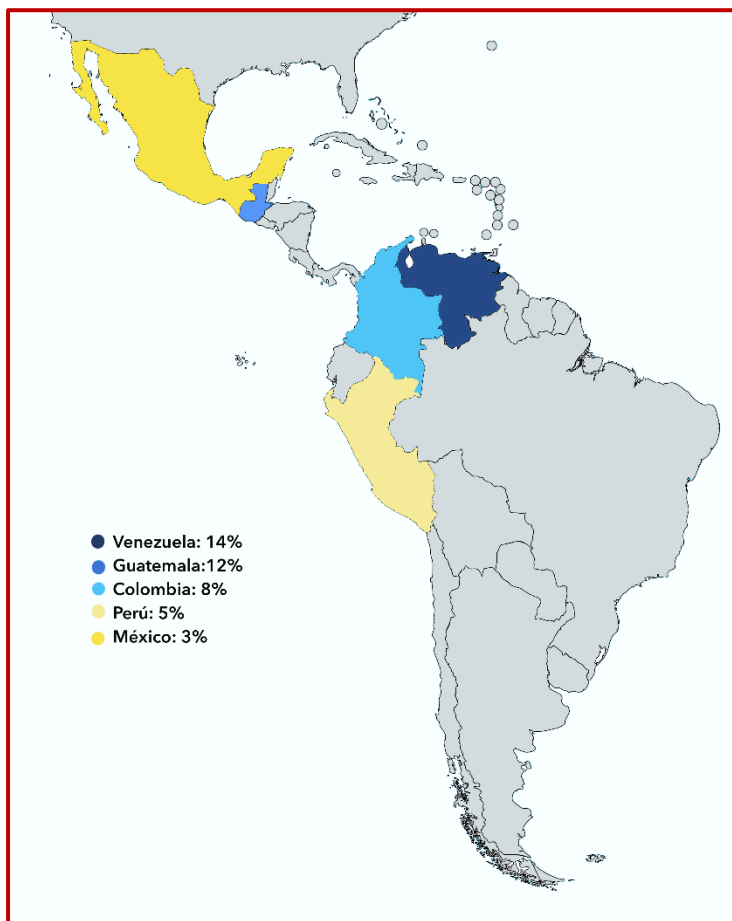 Venezuela: 14%
Guatemala:12%
Colombia: 8%
Perú: 5%
México: 3%